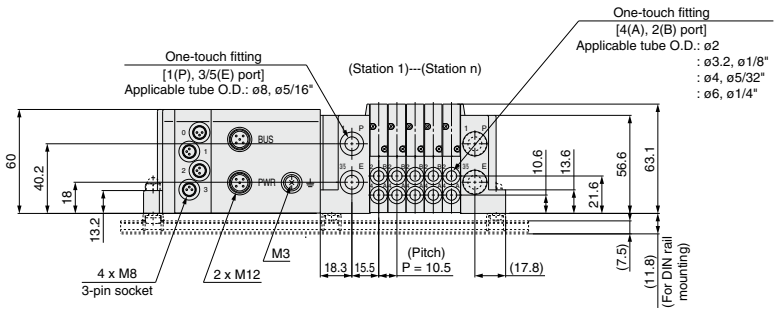 One-touch fitting
[4(A), 2(B) port]
Applicable tube O.D.: ø2
: ø3.2, ø1/8"
: ø4, ø5/32"
: ø6, ø1/4"
One-touch fitting
[1(P), 3/5(E) port]
Applicable tube O.D.: ø8, ø5/16"
(Station 1)---(Station n)
0
1
2
3
BUS
PWR
1 P
35 E
1 P
35 E
60
40.2
18
13.2
10.6
13.6
21.6
56.6
63.1
(7.5)
(11.8)
(For DIN rail
mounting)
M3
4 x M8
3-pin socket
2 x M12
18.3
15.5
(Pitch)
P = 10.5
(17.8)